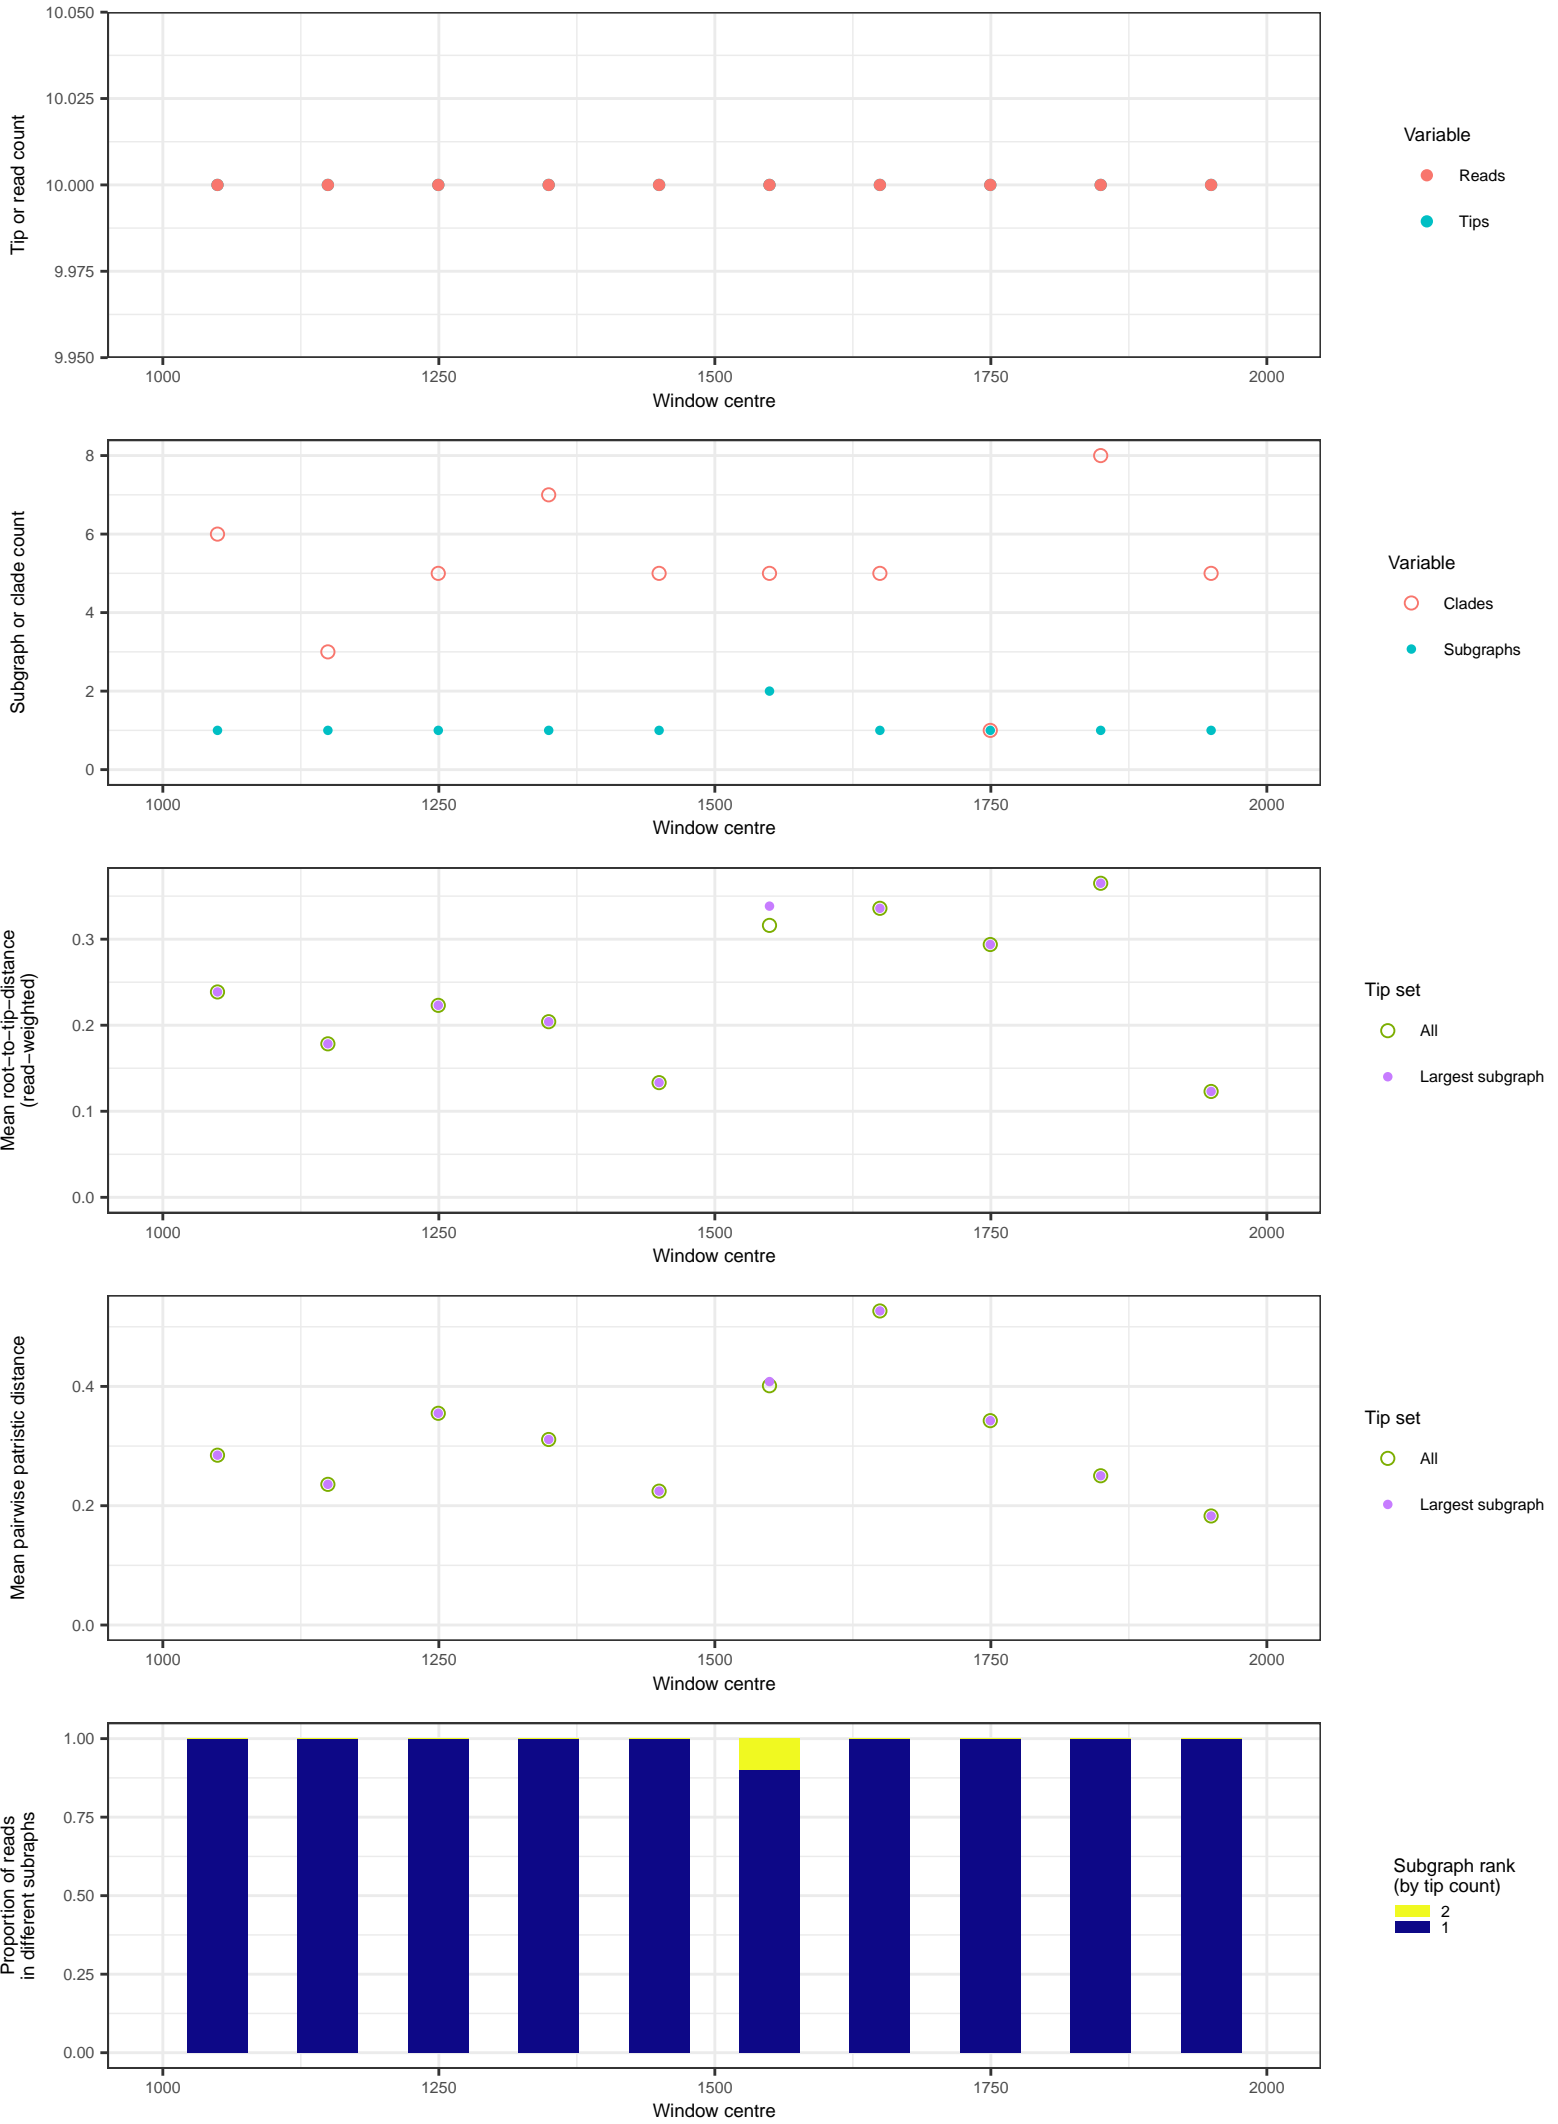 10.050
10.025
10.000
9.975
9.950
Tip or read count
1000 1250 1500 1750 2000
Window centre
Variable
Reads
Tips
8
6
4
2
0
Subgraph or clade count
1000 1250 1500 1750 2000
Window centre
Variable
Clades
Subgraphs
0.3
0.2
0.1
0.0
Mean root−to−tip−distance
(read−weighted)
1000 1250 1500 1750 2000
Window centre
Tip set
All
Largest subgraph
0.4
0.2
0.0
Mean pairwise patristic distance
1000 1250 1500 1750 2000
Window centre
Tip set
All
Largest subgraph
1.00
0.75
0.50
0.25
0.00
Proportion of reads
in different subraphs
1000 1250 1500 1750 2000
Window centre
Subgraph rank
(by tip count)
2
1